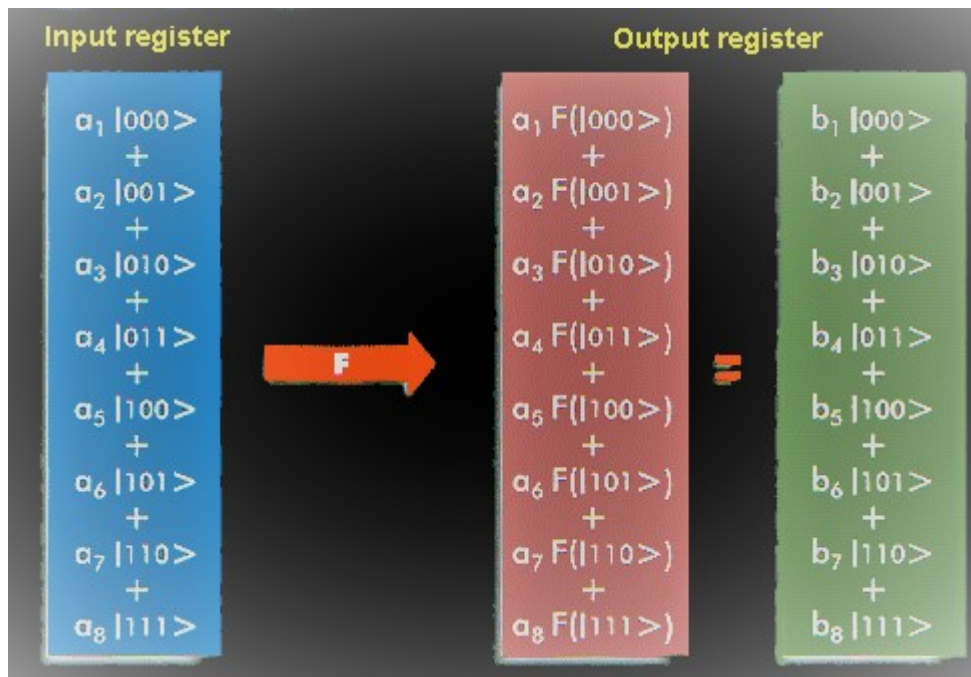 Input register
Output register
a₁ |000>
+
a₂ |001>
+
a₃ |010>
+
a₄ |011>
+
a₅ |100>
+
a₆ |101>
+
a₇ |110>
+
a₈ |111>
F
a₁ F(|000>)
+
a₂ F(|001>)
+
a₃ F(|010>)
+
a₄ F(|011>)
+
a₅ F(|100>)
+
a₆ F(|101>)
+
a₇ F(|110>)
+
a₈ F(|111>)
=
b₁ |000>
+
b₂ |001>
+
b₃ |010>
+
b₄ |011>
+
b₅ |100>
+
b₆ |101>
+
b₇ |110>
+
b₈ |111>